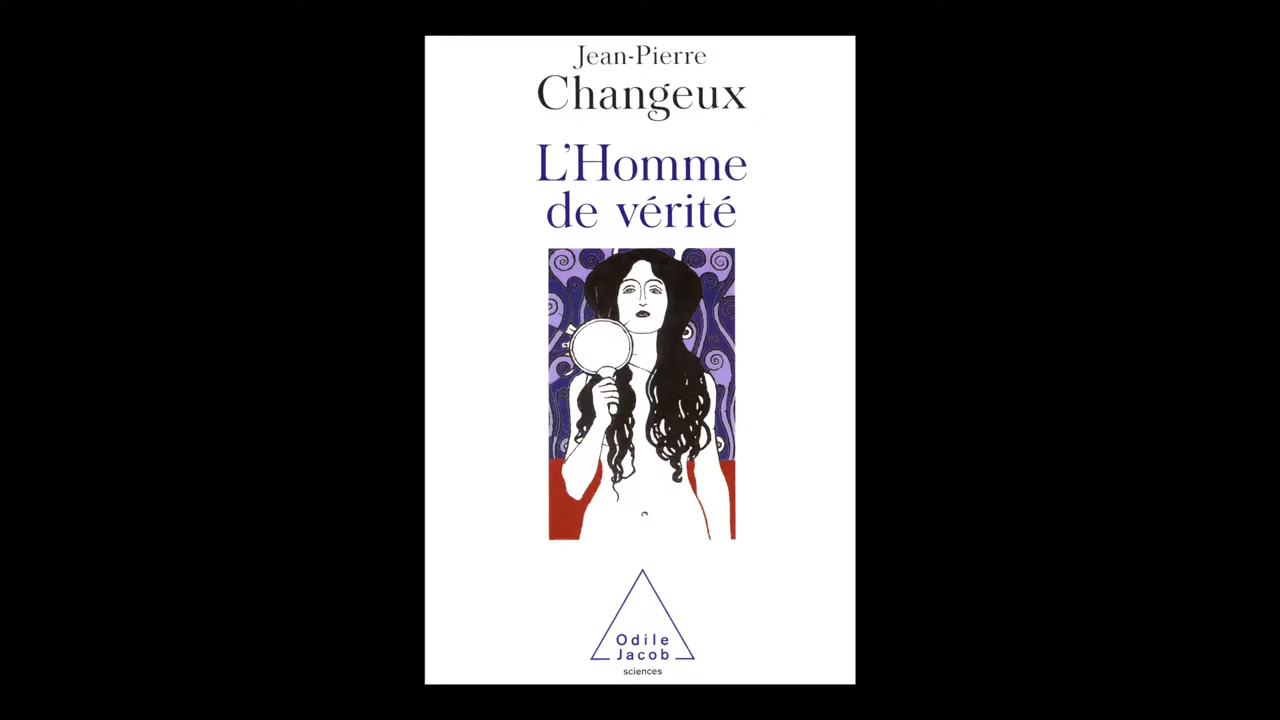 Jean-Pierre
Changeux
L'Homme
de vérité
Odile
Jacob
sciences